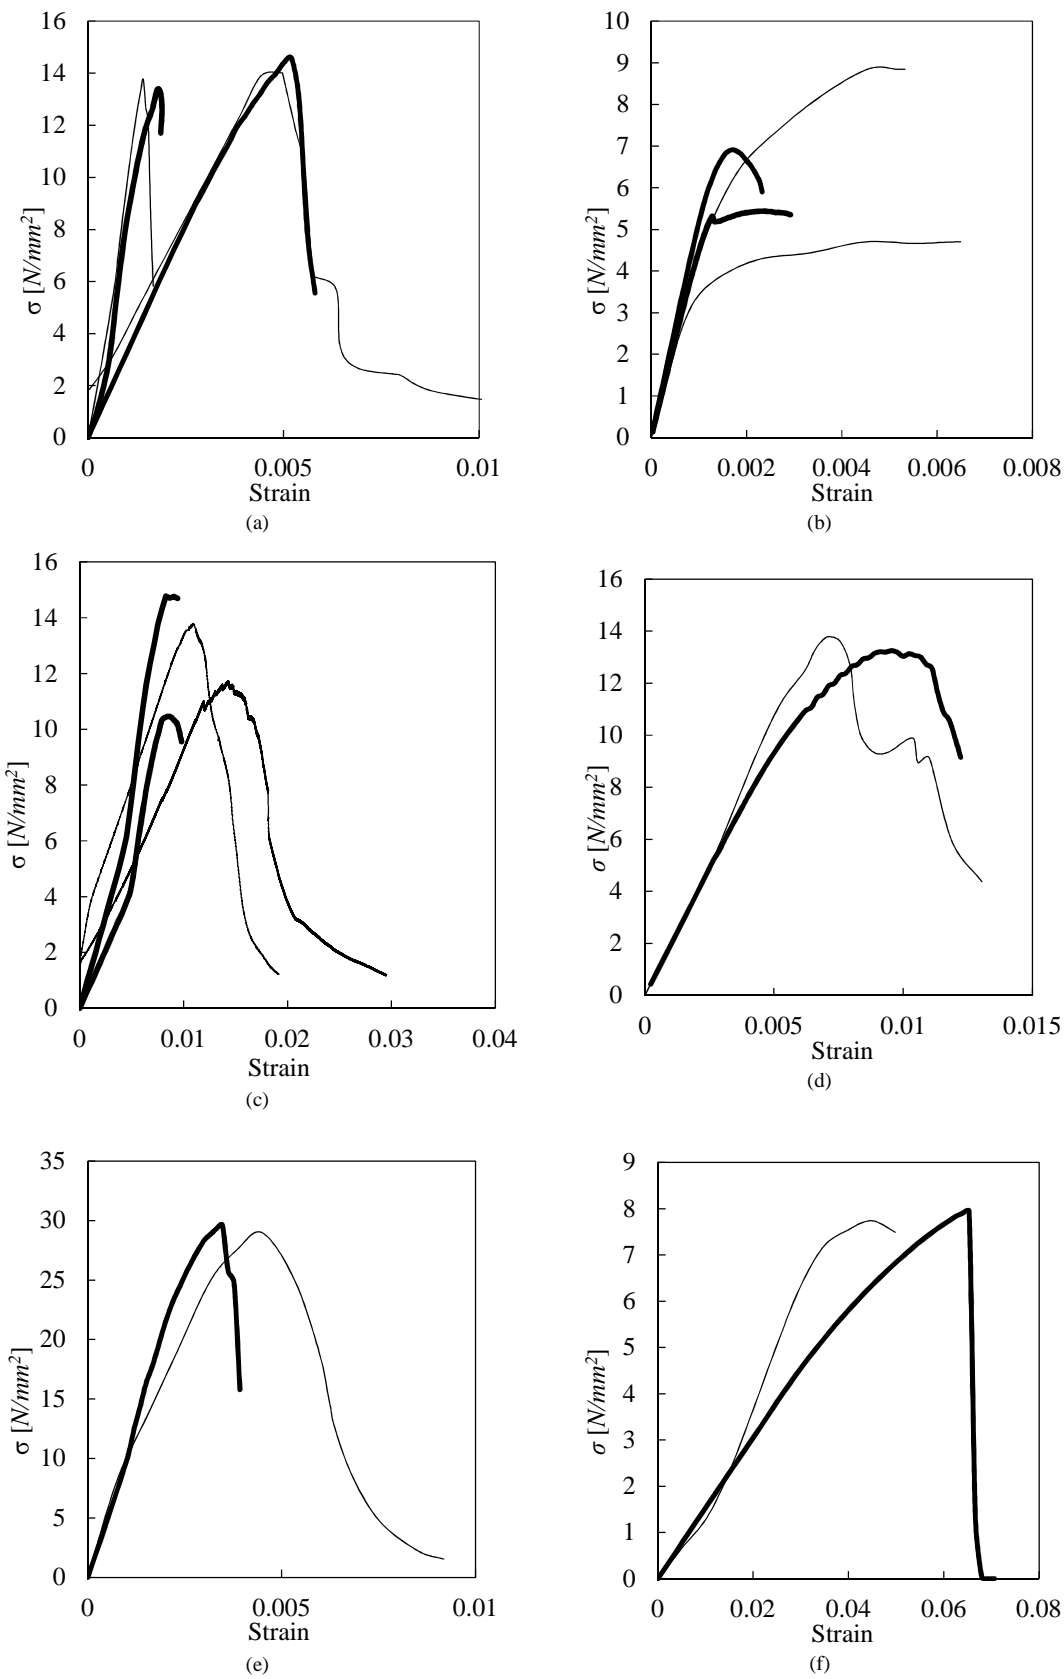 16
14
12
10
8
6
4
2
0
σ [N/mm²]
0 0.005 0.01
Strain
(a)
10
9
8
7
6
5
4
3
2
1
0
σ [N/mm²]
0 0.002 0.004 0.006 0.008
Strain
(b)
16
14
12
10
8
6
4
2
0
σ [N/mm²]
0 0.01 0.02 0.03 0.04
Strain
(c)
16
14
12
10
8
6
4
2
0
σ [N/mm²]
0 0.005 0.01 0.015
Strain
(d)
35
30
25
20
15
10
5
0
σ [N/mm²]
0 0.005 0.01
Strain
(e)
9
8
7
6
5
4
3
2
1
0
σ [N/mm²]
0 0.02 0.04 0.06 0.08
Strain
(f)